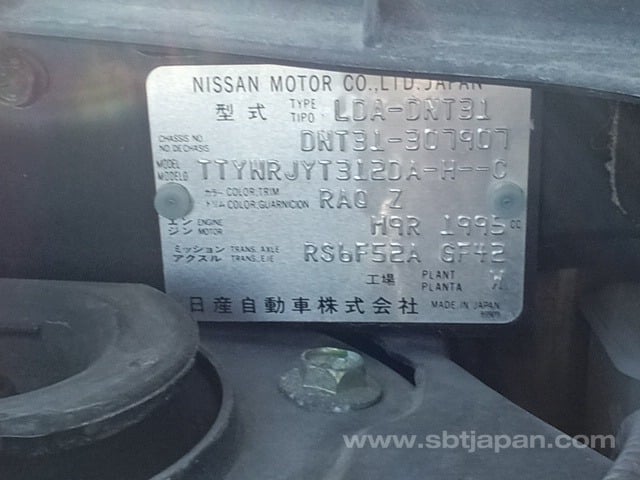 NISSAN MOTOR CO.,LTD.JAPAN
型式 TYPE TIPO : LDA-DNT31
CHASSIS NO. NO. DE CHASIS DNT31-307907
MODEL MODELO TTYNRJYT312DA-H--C
カラー COLOR,TRIM トリム COLOR,GUARNICION RAQ Z
エンジン ENGINE MOTOR M9R 1995 cc
ミッション TRANS. AXLE アクスル TRANS.,EJE RS6F52A GF42
工場 PLANT PLANTA W
日産自動車株式会社 MADE IN JAPAN
www.sbtjapan.com